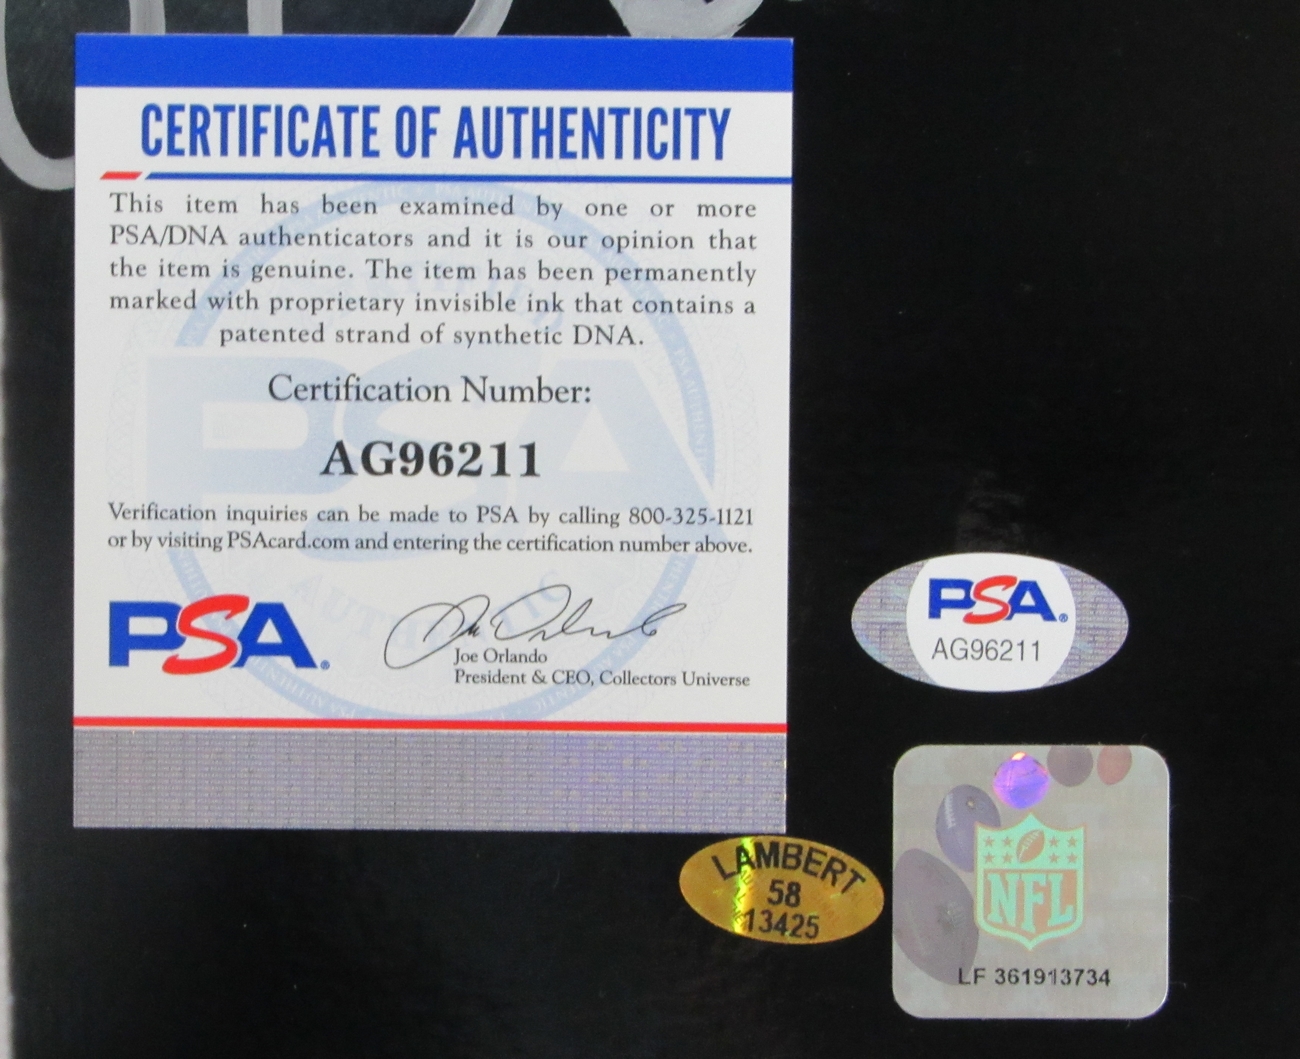 CERTIFICATE OF AUTHENTICITY
This item has been examined by one or more
PSA/DNA authenticators and it is our opinion that
the item is genuine. The item has been permanently
marked with proprietary invisible ink that contains a
patented strand of synthetic DNA.
Certification Number:
AG96211
Verification inquiries can be made to PSA by calling 800-325-1121
or by visiting PSAcard.com and entering the certification number above.
PSA®
Joe Orlando
President & CEO, Collectors Universe
PSA®
AG96211
LAMBERT
58
13425
NFL
LF 361913734